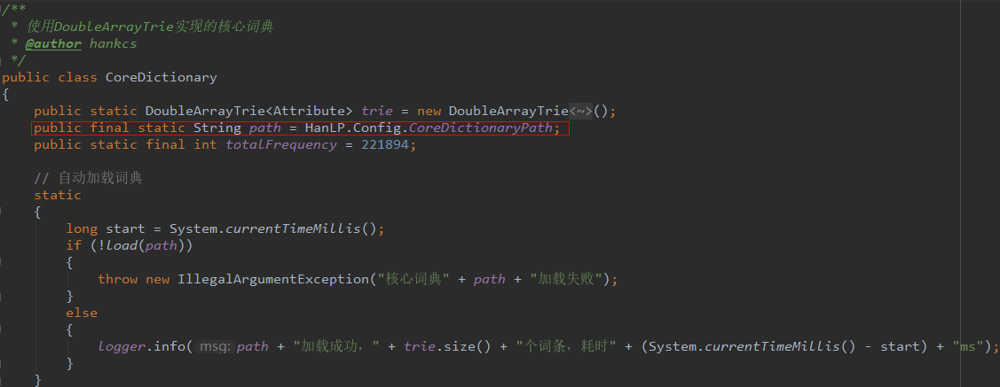 /**
 * 使用DoubleArrayTrie实现的核心词典
 * @author hankcs
 */
public class CoreDictionary
{
    public static DoubleArrayTrie<Attribute> trie = new DoubleArrayTrie<~>();
    public final static String path = HanLP.Config.CoreDictionaryPath;
    public static final int totalFrequency = 221894;

    // 自动加载词典
    static
    {
        long start = System.currentTimeMillis();
        if (!load(path))
        {
            throw new IllegalArgumentException("核心词典" + path + "加载失败");
        }
        else
        {
            logger.info( msg: path + "加载成功，" + trie.size() + "个词条，耗时" + (System.currentTimeMillis() - start) + "ms");
        }
    }